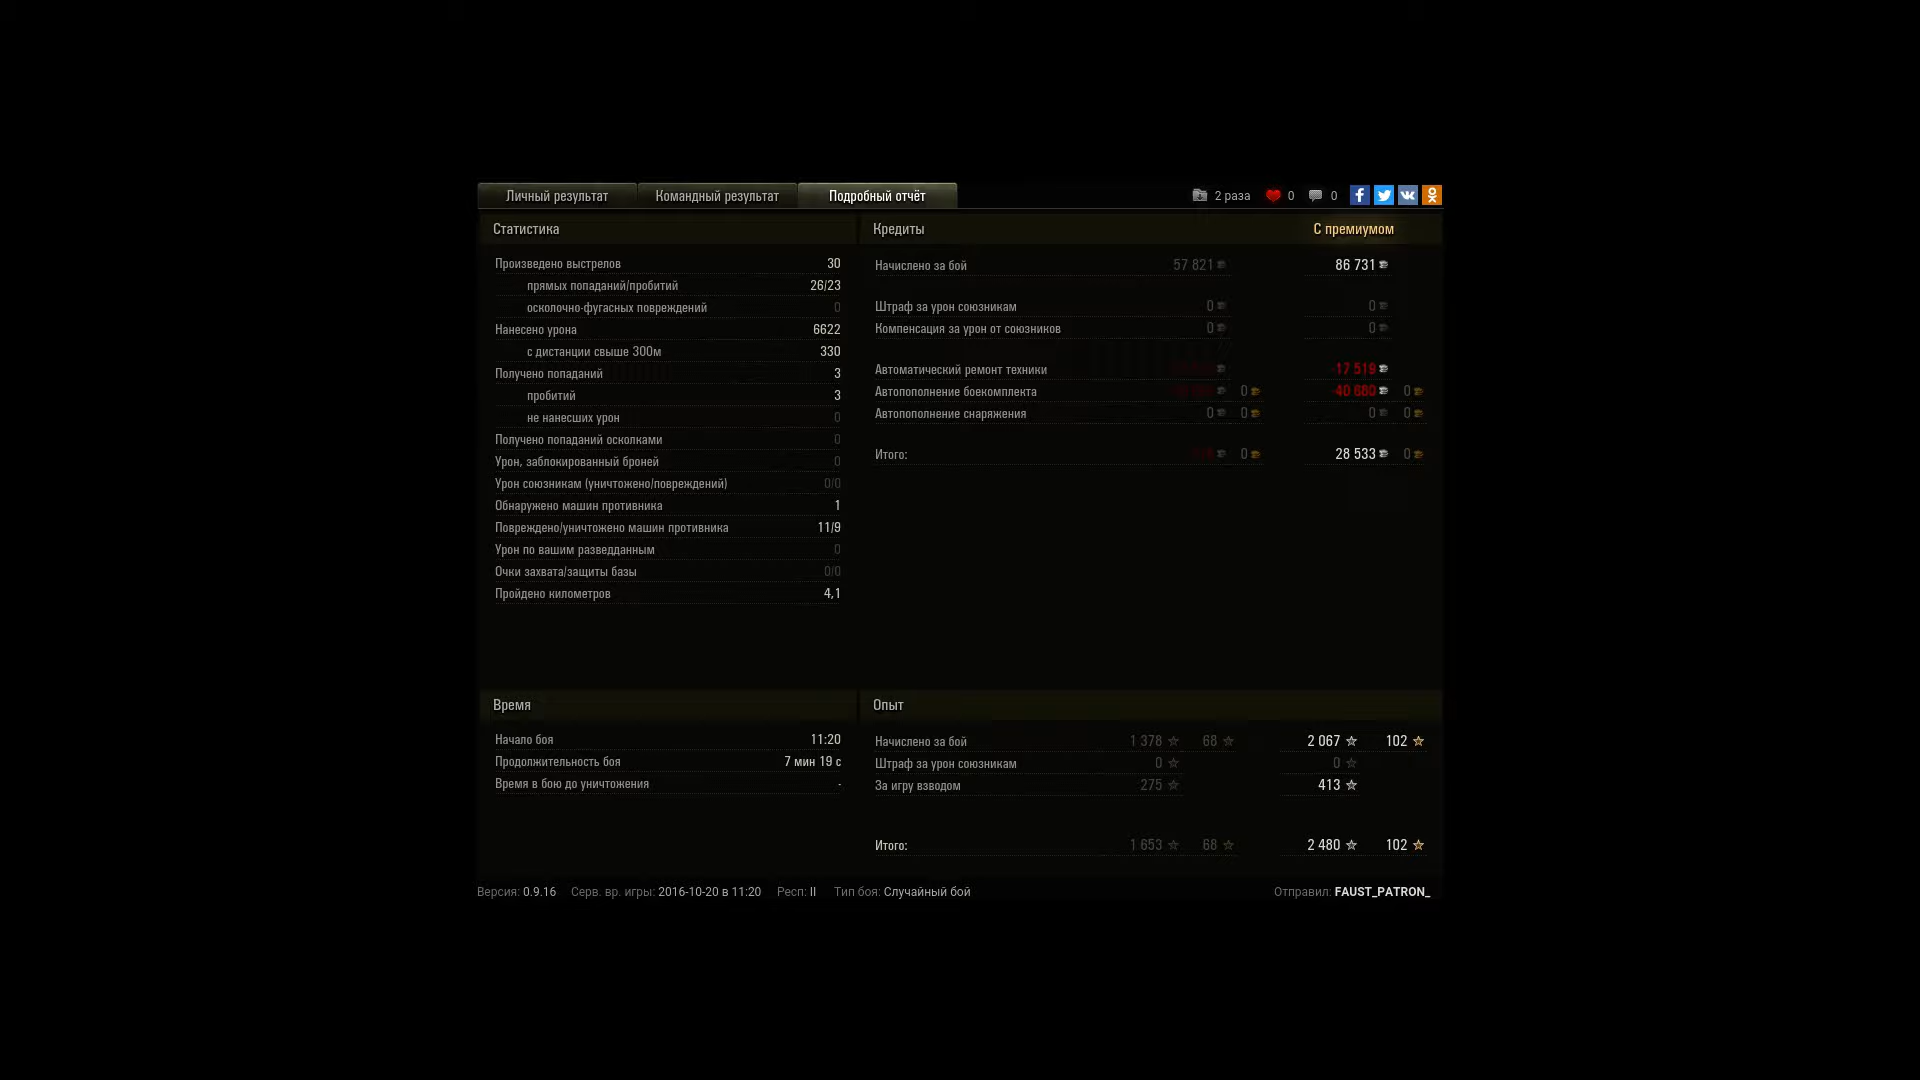 Личный результат Командный результат Подробный отчёт 2 раза 0 0
Статистика
Произведено выстрелов 30
прямых попаданий/пробитий 26/23
осколочно-фугасных повреждений 0
Нанесено урона 6622
с дистанции свыше 300м 330
Получено попаданий 3
пробитий 3
не нанесших урон 0
Получено попаданий осколками 0
Урон, заблокированный броней 0
Урон союзникам (уничтожено/повреждений) 0/0
Обнаружено машин противника 1
Повреждено/уничтожено машин противника 11/9
Урон по вашим разведданным 0
Очки захвата/защиты базы 0/0
Пройдено километров 4,1
Кредиты С премиумом
Начислено за бой 57 821 86 731
Штраф за урон союзникам 0 0
Компенсация за урон от союзников 0 0
Автоматический ремонт техники -17 519
Автопополнение боекомплекта 0 -40 680 0
Автопополнение снаряжения 0 0 0 0
Итого: 0 28 533 0
Время
Начало боя 11:20
Продолжительность боя 7 мин 19 с
Время в бою до уничтожения -
Опыт
Начислено за бой 1 378 68 2 067 102
Штраф за урон союзникам 0 0
За игру взводом 275 413
Итого: 1 653 68 2 480 102
Версия: 0.9.16 Серв. вр. игры: 2016-10-20 в 11:20 Респ: II Тип боя: Случайный бой Отправил: FAUST_PATRON_